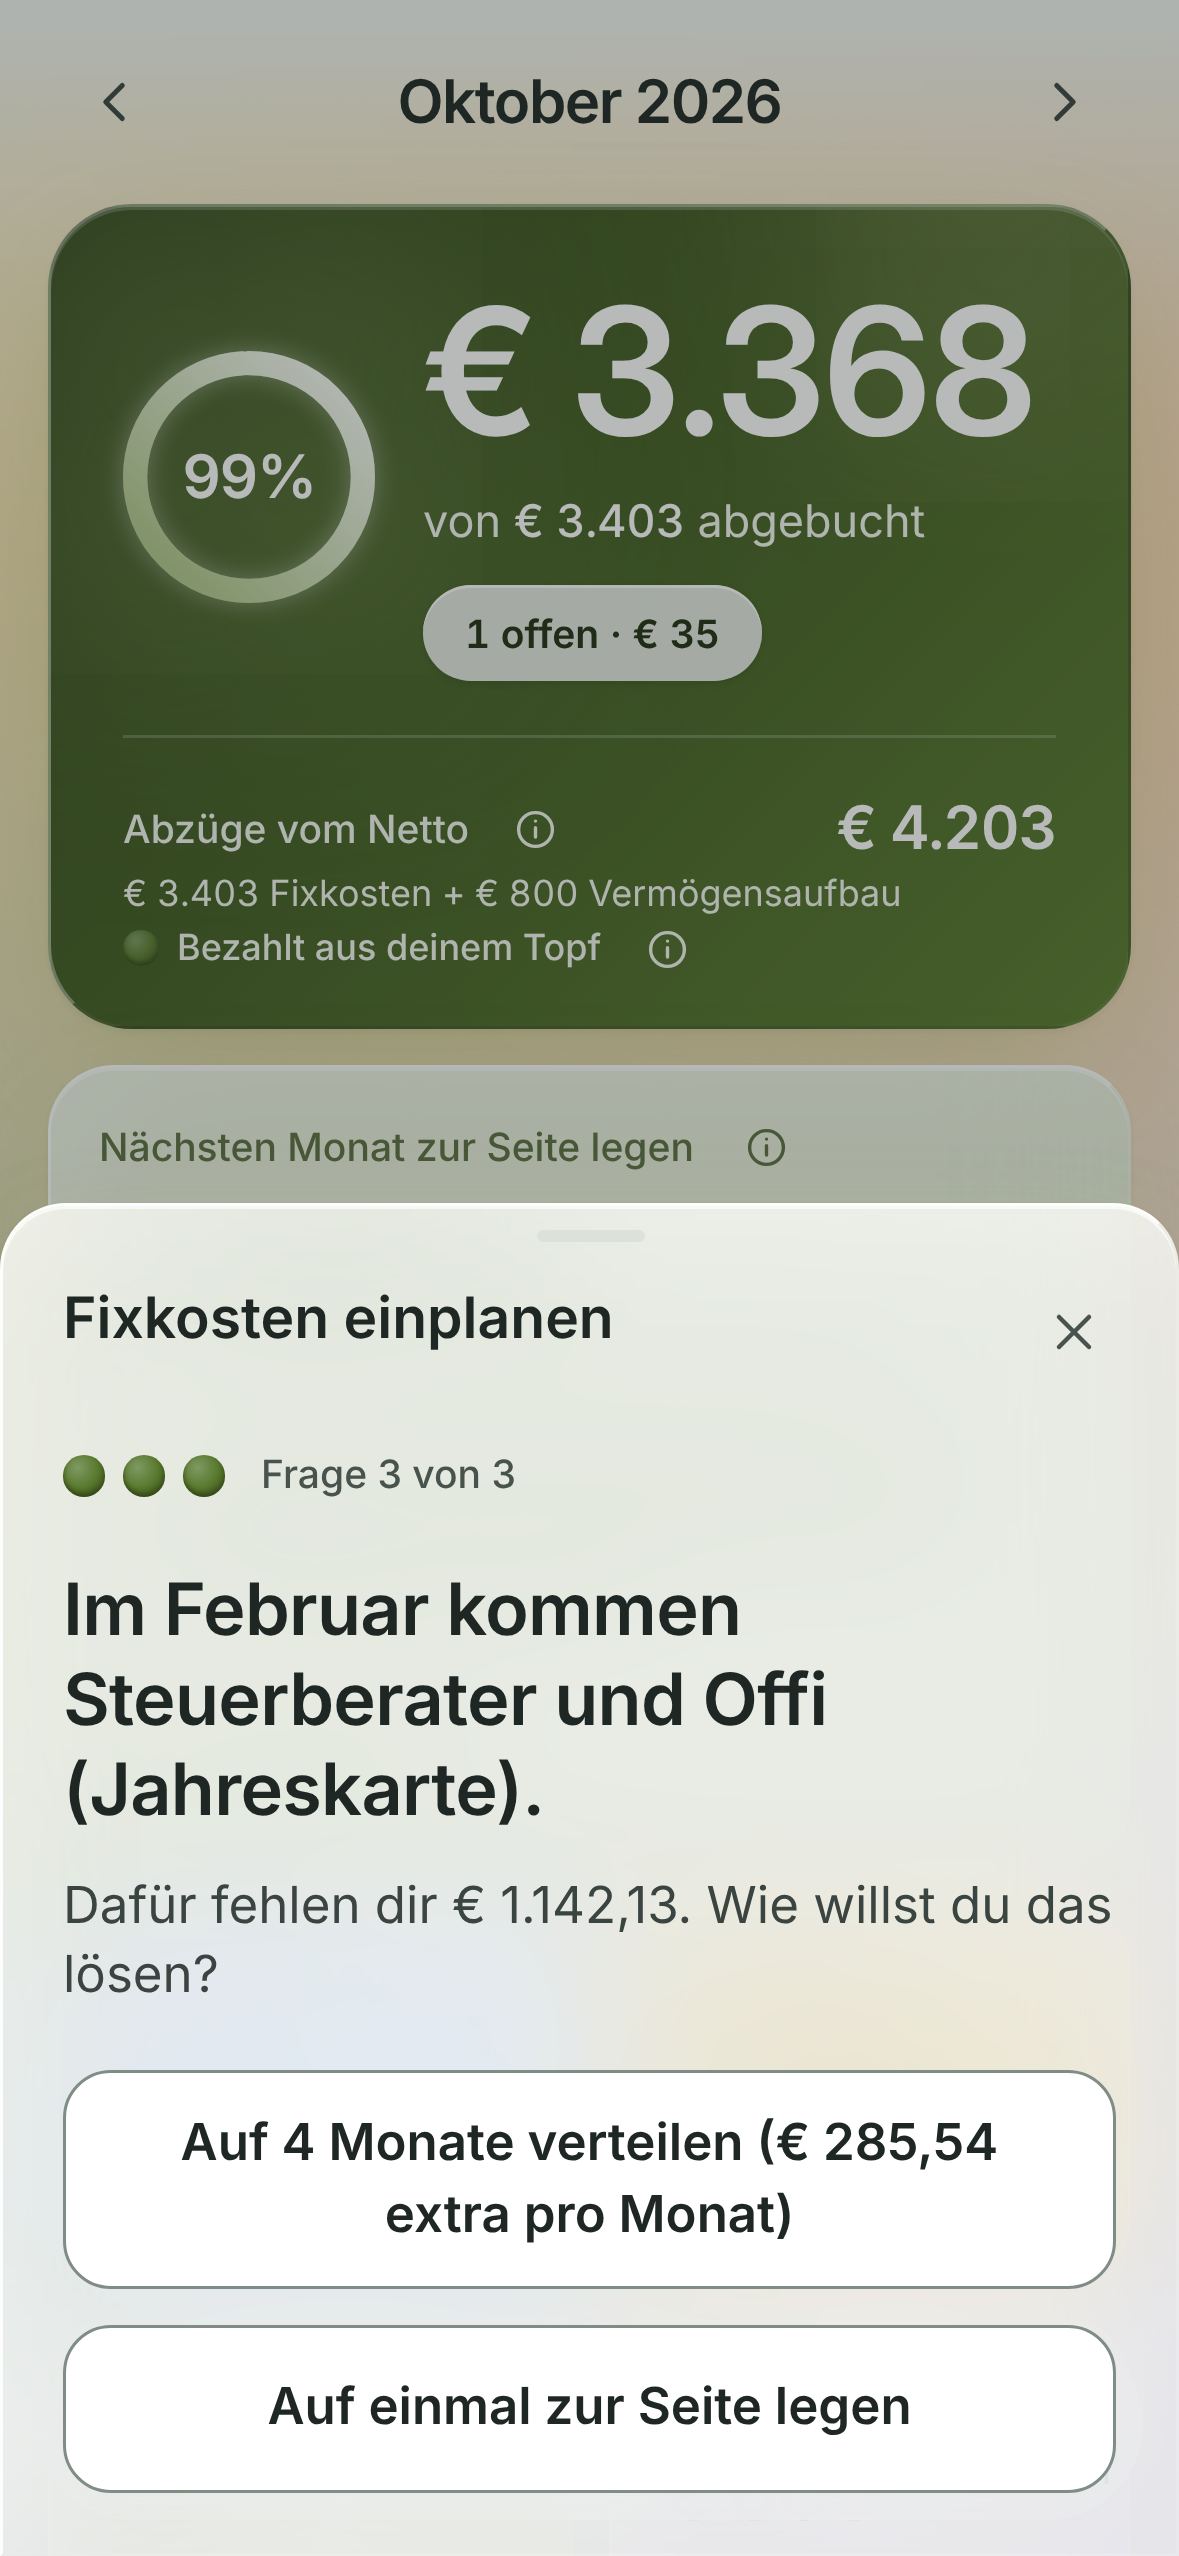 Oktober 2026
€ 3.368
99%
von € 3.403 abgebucht
1 offen · € 35
Abzüge vom Netto
€ 4.203
€ 3.403 Fixkosten + € 800 Vermögensaufbau
Bezahlt aus deinem Topf
Nächsten Monat zur Seite legen
Fixkosten einplanen
Frage 3 von 3
Im Februar kommen
Steuerberater und Offi
(Jahreskarte).
Dafür fehlen dir € 1.142,13. Wie willst du das
lösen?
Auf 4 Monate verteilen (€ 285,54
extra pro Monat)
Auf einmal zur Seite legen